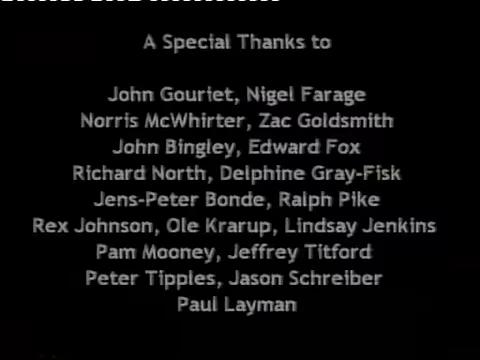 A Special Thanks to
John Gouriet, Nigel Farage
Norris McWhirter, Zac Goldsmith
John Bingley, Edward Fox
Richard North, Delphine Gray-Fisk
Jens-Peter Bonde, Ralph Pike
Rex Johnson, Ole Krarup, Lindsay Jenkins
Pam Mooney, Jeffrey Titford
Peter Tipples, Jason Schreiber
Paul Layman